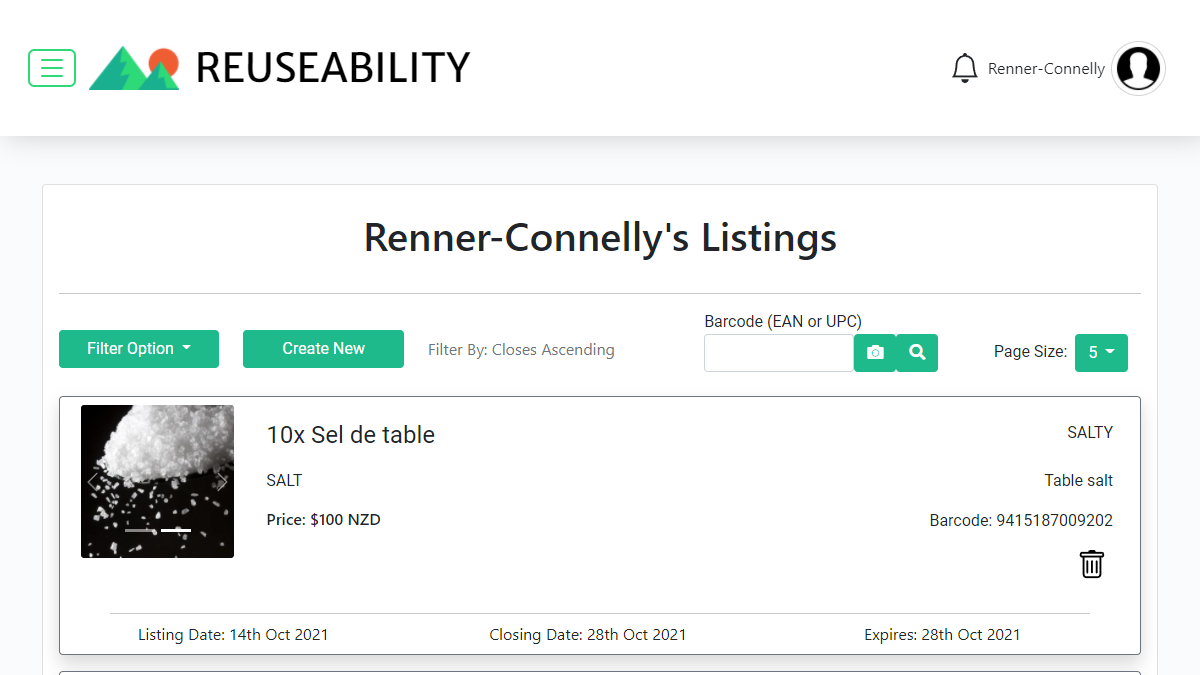 REUSEABILITY
Renner-Connelly
Renner-Connelly's Listings
Barcode (EAN or UPC)
Filter Option
Create New
Filter By: Closes Ascending
Page Size:
5
10x Sel de table
SALTY
SALT
Table salt
Price: $100 NZD
Barcode: 9415187009202
Listing Date: 14th Oct 2021
Closing Date: 28th Oct 2021
Expires: 28th Oct 2021